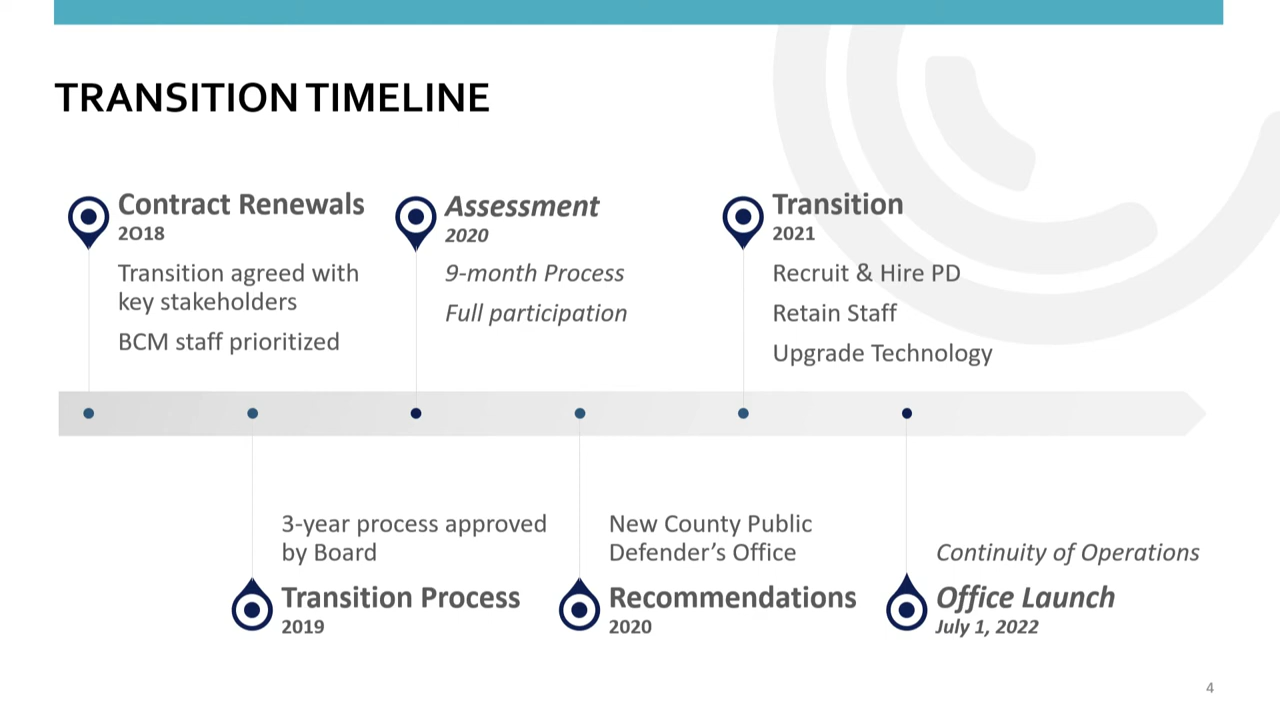 TRANSITION TIMELINE
Contract Renewals
2O18
Transition agreed with
key stakeholders
BCM staff prioritized
Assessment
2020
9-month Process
Full participation
Transition
2021
Recruit & Hire PD
Retain Staff
Upgrade Technology
3-year process approved
by Board
Transition Process
2019
New County Public
Defender’s Office
Recommendations
2020
Continuity of Operations
Office Launch
July 1, 2022
4